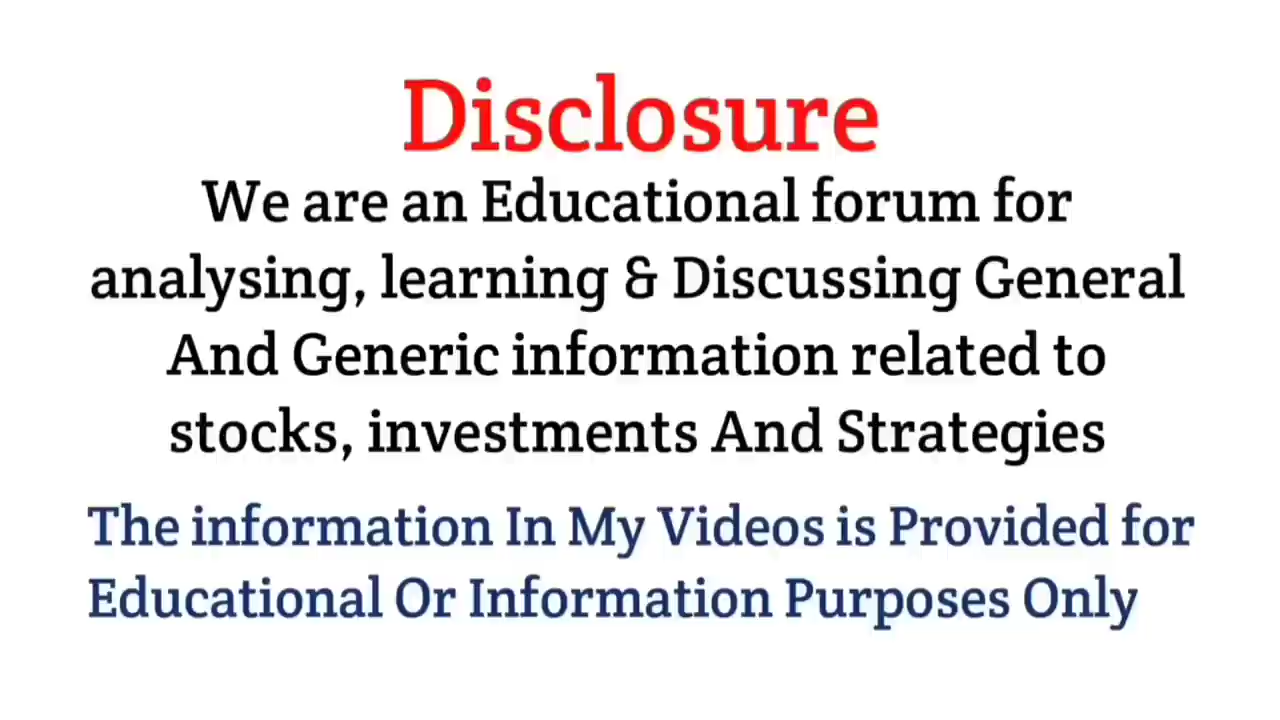 Disclosure
We are an Educational forum for
analysing, learning & Discussing General
And Generic information related to
stocks, investments And Strategies
The information In My Videos is Provided for
Educational Or Information Purposes Only